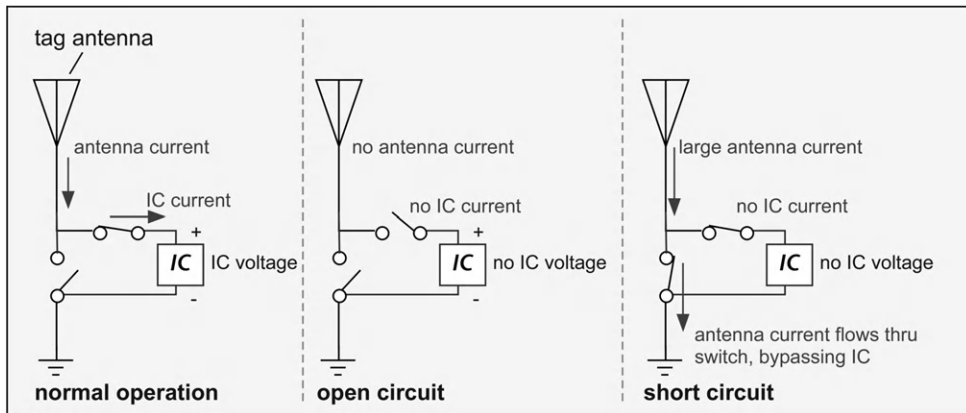 tag antenna
antenna current
IC current
+
IC
IC voltage
-
normal operation
no antenna current
no IC current
+
IC
no IC voltage
-
open circuit
large antenna current
no IC current
IC
no IC voltage
antenna current flows thru
switch, bypassing IC
short circuit